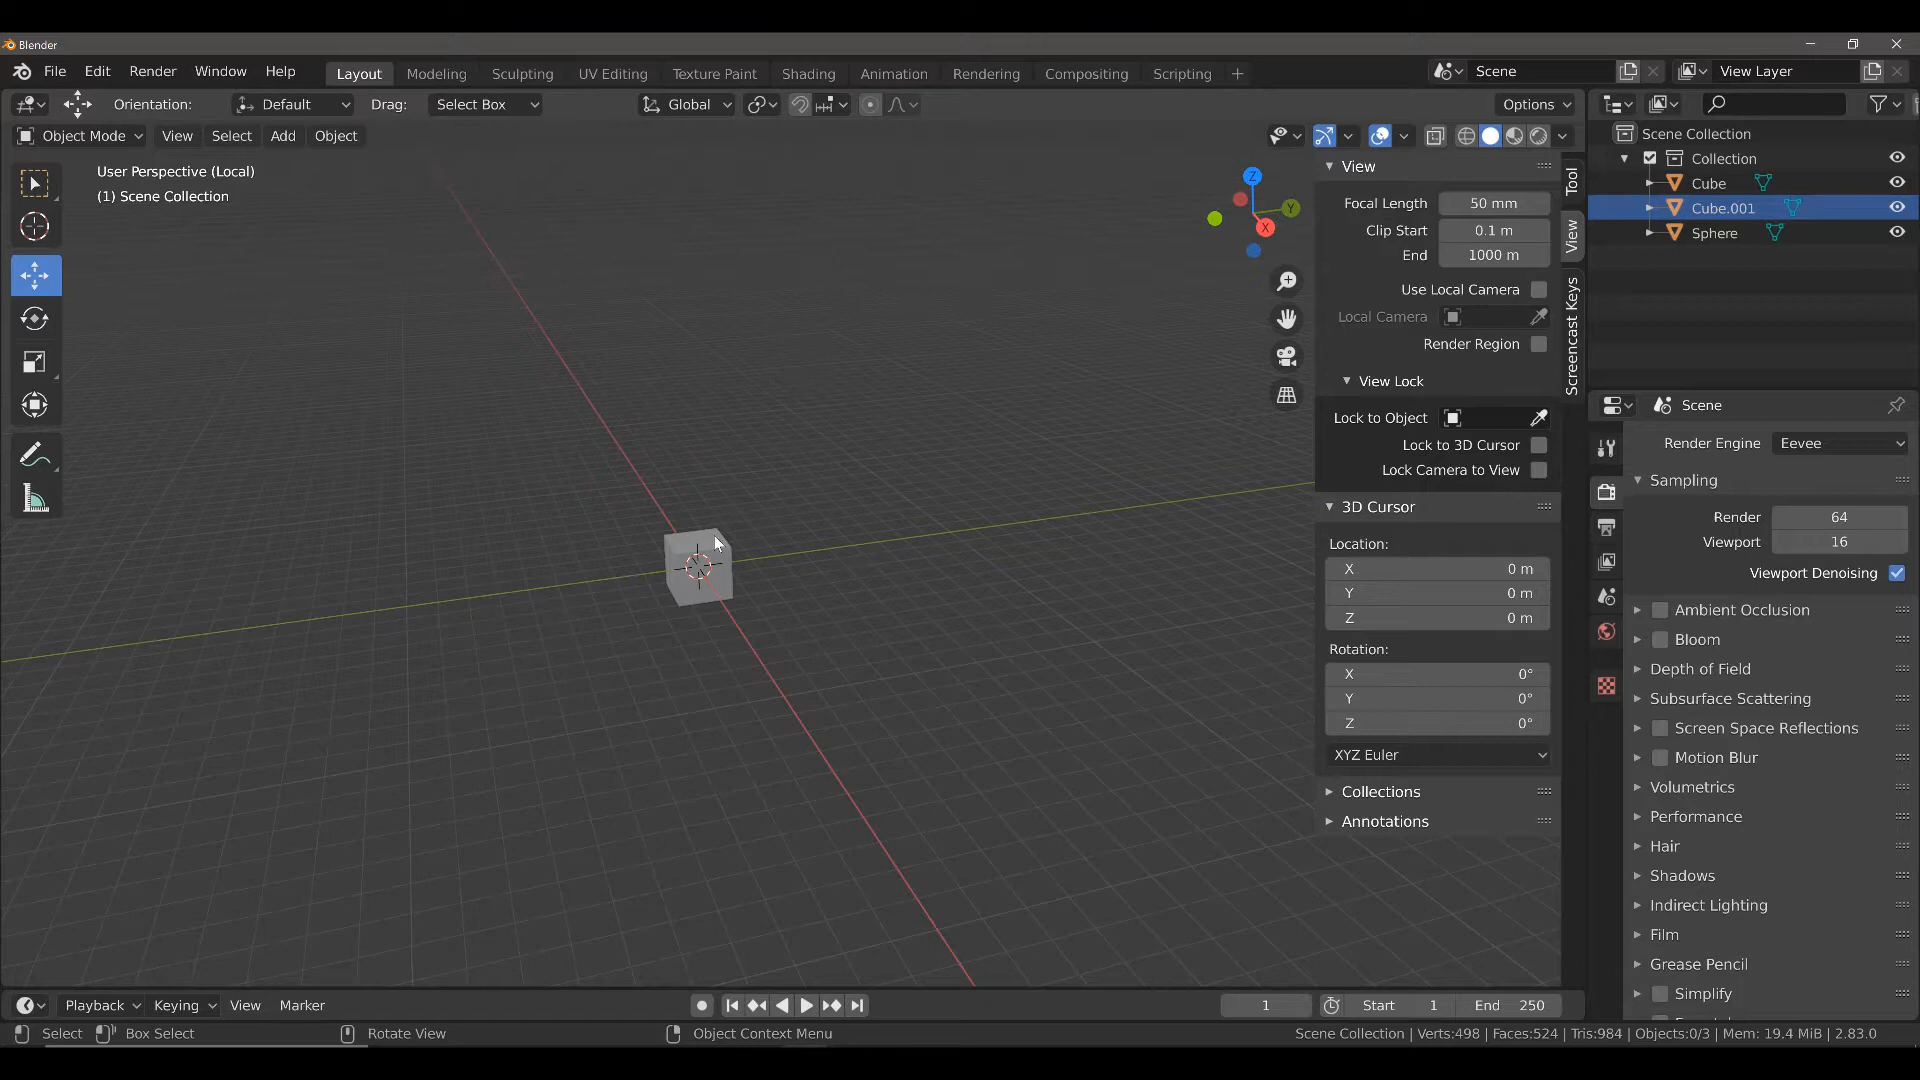 Blender
File Edit Render Window Help Layout Modeling Sculpting UV Editing Texture Paint Shading Animation Rendering Compositing Scripting + Scene View Layer
Orientation: Default Drag: Select Box Global Options
Object Mode View Select Add Object
User Perspective (Local)
(1) Scene Collection
Z
Y
X
View
Focal Length 50 mm
Clip Start 0.1 m
End 1000 m
Use Local Camera
Local Camera
Render Region
View Lock
Lock to Object
Lock to 3D Cursor
Lock Camera to View
3D Cursor
Location:
X 0 m
Y 0 m
Z 0 m
Rotation:
X 0°
Y 0°
Z 0°
XYZ Euler
Collections
Annotations
Tool
View
Screencast Keys
Scene Collection
Collection
Cube
Cube.001
Sphere
Scene
Render Engine Eevee
Sampling
Render 64
Viewport 16
Viewport Denoising
Ambient Occlusion
Bloom
Depth of Field
Subsurface Scattering
Screen Space Reflections
Motion Blur
Volumetrics
Performance
Hair
Shadows
Indirect Lighting
Film
Grease Pencil
Simplify
Playback Keying View Marker 1 Start 1 End 250
Select Box Select Rotate View Object Context Menu Scene Collection | Verts:498 | Faces:524 | Tris:984 | Objects:0/3 | Mem: 19.4 MiB | 2.83.0